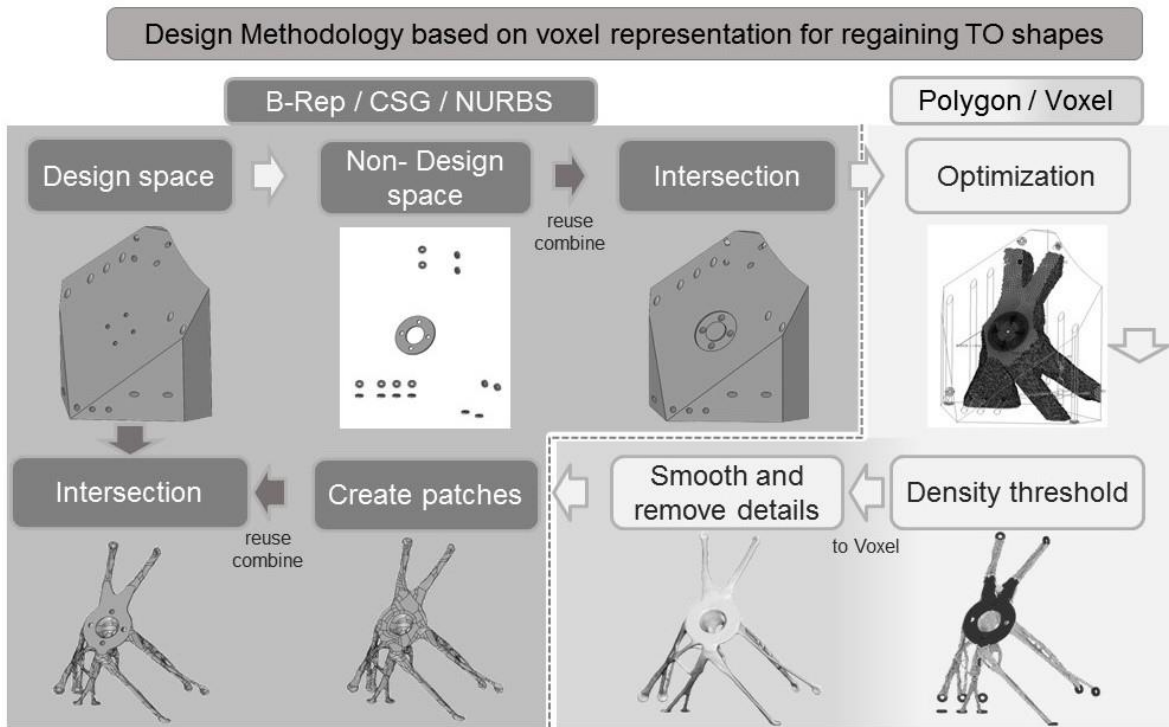 Design Methodology based on voxel representation for regaining TO shapes
B-Rep / CSG / NURBS
Polygon / Voxel
Design space
Non- Design
space
reuse
combine
Intersection
Optimization
Intersection
reuse
combine
Create patches
Smooth and
remove details
to Voxel
Density threshold